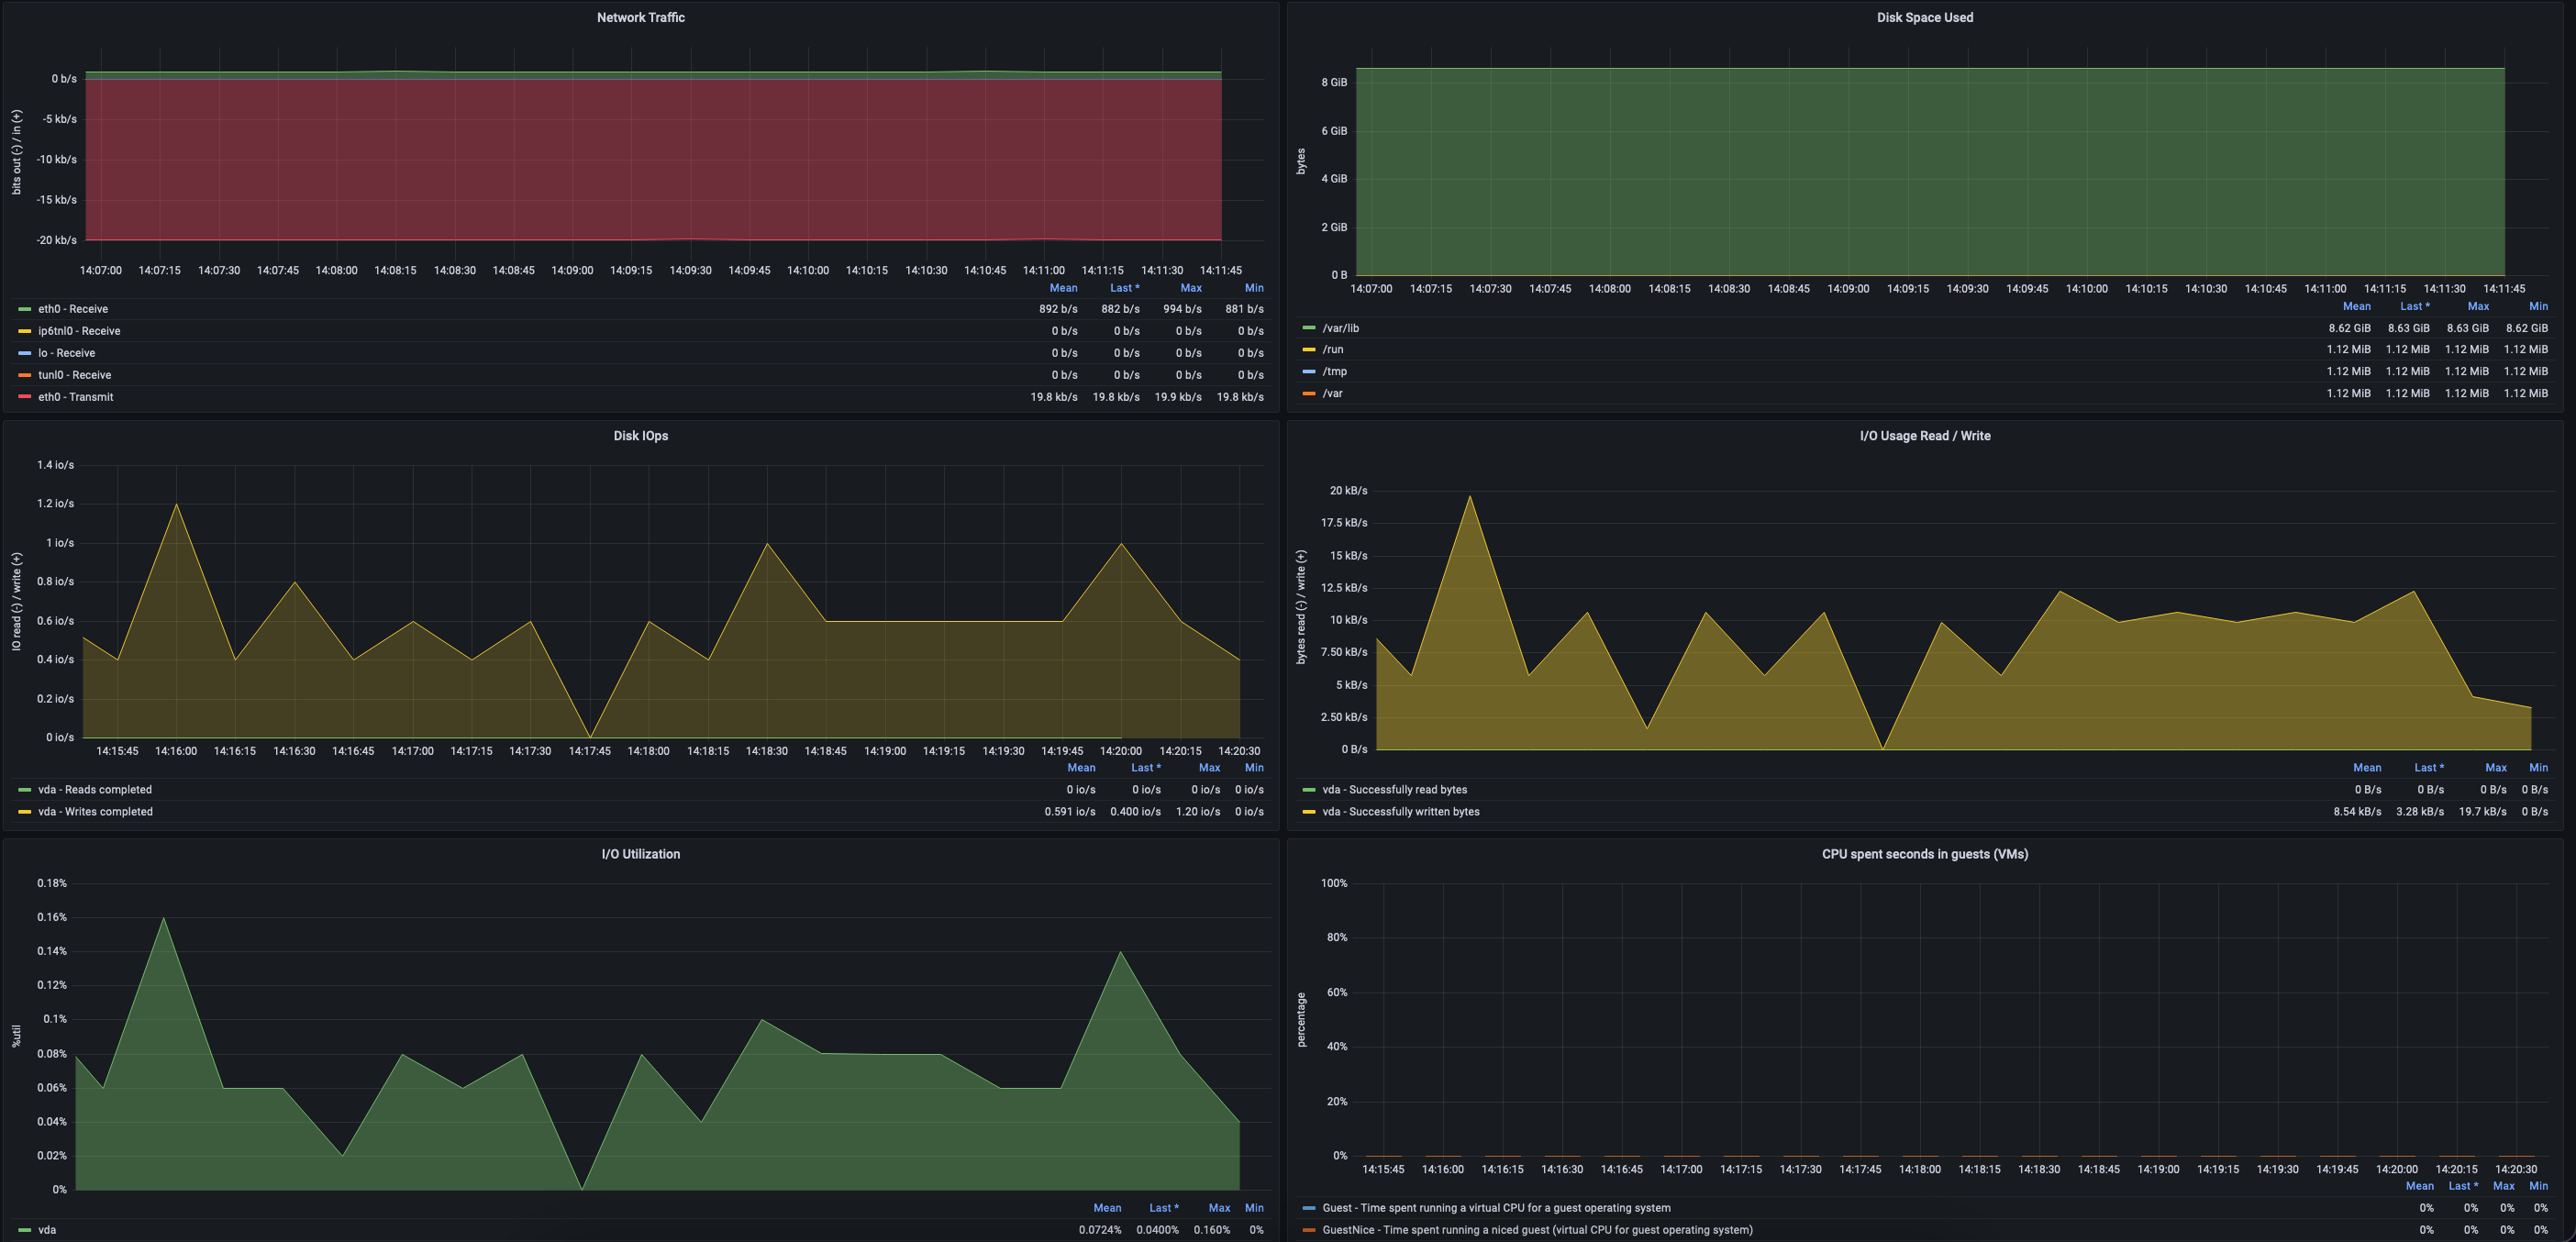 Network Traffic
bits out (-) / in (+)
0 b/s
-5 kb/s
-10 kb/s
-15 kb/s
-20 kb/s
14:07:00 14:07:15 14:07:30 14:07:45 14:08:00 14:08:15 14:08:30 14:08:45 14:09:00 14:09:15 14:09:30 14:09:45 14:10:00 14:10:15 14:10:30 14:10:45 14:11:00 14:11:15 14:11:30 14:11:45
Mean Last * Max Min
eth0 - Receive 892 b/s 882 b/s 994 b/s 881 b/s
ip6tnl0 - Receive 0 b/s 0 b/s 0 b/s 0 b/s
lo - Receive 0 b/s 0 b/s 0 b/s 0 b/s
tunl0 - Receive 0 b/s 0 b/s 0 b/s 0 b/s
eth0 - Transmit 19.8 kb/s 19.8 kb/s 19.9 kb/s 19.8 kb/s
Disk Space Used
bytes
8 GiB
6 GiB
4 GiB
2 GiB
0 B
14:07:00 14:07:15 14:07:30 14:07:45 14:08:00 14:08:15 14:08:30 14:08:45 14:09:00 14:09:15 14:09:30 14:09:45 14:10:00 14:10:15 14:10:30 14:10:45 14:11:00 14:11:15 14:11:30 14:11:45
Mean Last * Max Min
/var/lib 8.62 GiB 8.63 GiB 8.63 GiB 8.62 GiB
/run 1.12 MiB 1.12 MiB 1.12 MiB 1.12 MiB
/tmp 1.12 MiB 1.12 MiB 1.12 MiB 1.12 MiB
/var 1.12 MiB 1.12 MiB 1.12 MiB 1.12 MiB
Disk IOps
IO read (-) / write (+)
1.4 io/s
1.2 io/s
1 io/s
0.8 io/s
0.6 io/s
0.4 io/s
0.2 io/s
0 io/s
14:15:45 14:16:00 14:16:15 14:16:30 14:16:45 14:17:00 14:17:15 14:17:30 14:17:45 14:18:00 14:18:15 14:18:30 14:18:45 14:19:00 14:19:15 14:19:30 14:19:45 14:20:00 14:20:15 14:20:30
Mean Last * Max Min
vda - Reads completed 0 io/s 0 io/s 0 io/s 0 io/s
vda - Writes completed 0.591 io/s 0.400 io/s 1.20 io/s 0 io/s
I/O Usage Read / Write
bytes read (-) / write (+)
20 kB/s
17.5 kB/s
15 kB/s
12.5 kB/s
10 kB/s
7.50 kB/s
5 kB/s
2.50 kB/s
0 B/s
Mean Last * Max Min
vda - Successfully read bytes 0 B/s 0 B/s 0 B/s 0 B/s
vda - Successfully written bytes 8.54 kB/s 3.28 kB/s 19.7 kB/s 0 B/s
I/O Utilization
%util
0.18%
0.16%
0.14%
0.12%
0.1%
0.08%
0.06%
0.04%
0.02%
0%
Mean Last * Max Min
vda 0.0724% 0.0400% 0.160% 0%
CPU spent seconds in guests (VMs)
percentage
100%
80%
60%
40%
20%
0%
14:15:45 14:16:00 14:16:15 14:16:30 14:16:45 14:17:00 14:17:15 14:17:30 14:17:45 14:18:00 14:18:15 14:18:30 14:18:45 14:19:00 14:19:15 14:19:30 14:19:45 14:20:00 14:20:15 14:20:30
Mean Last * Max Min
Guest - Time spent running a virtual CPU for a guest operating system 0% 0% 0% 0%
GuestNice - Time spent running a niced guest (virtual CPU for guest operating system) 0% 0% 0% 0%